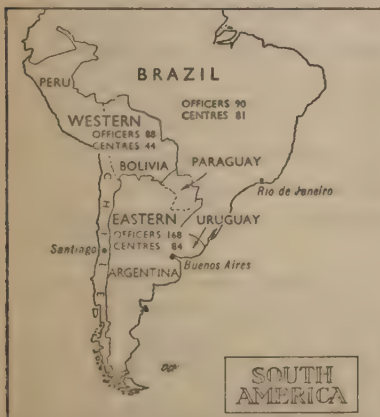 BRAZIL
PERU
OFFICERS 90
CENTRES 81
WESTERN
OFFICERS 88
CENTRES 44
BOLIVIA
PARAGUAY
CHILE
Rio de Janeiro
EASTERN
URUGUAY
OFFICERS 168
CENTRES 84
Santiago
Buenos Aires
ARGENTINA
SOUTH
AMERICA